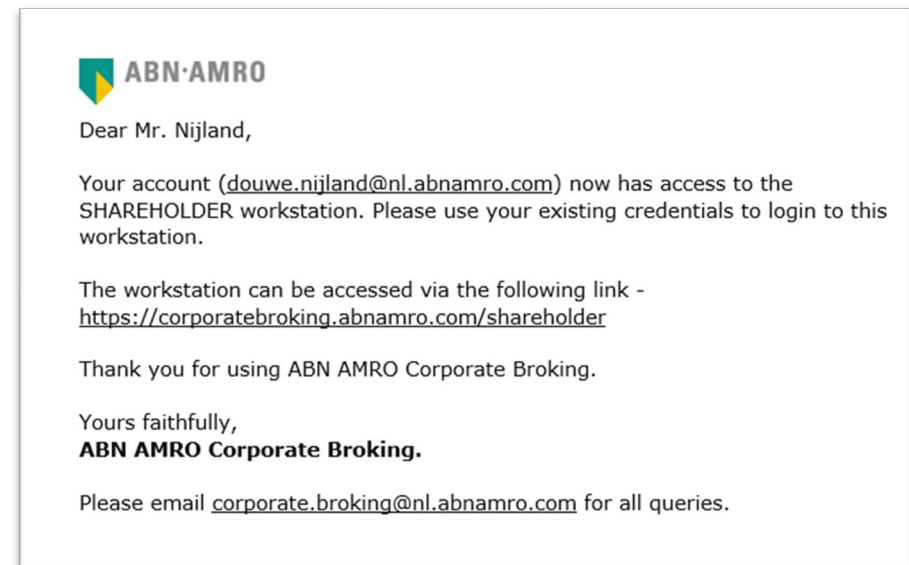 ABN·AMRO
Dear Mr. Nijland,
Your account (douwe.nijland@nl.abnamro.com) now has access to the
SHAREHOLDER workstation. Please use your existing credentials to login to this
workstation.
The workstation can be accessed via the following link -
https://corporatebroking.abnamro.com/shareholder
Thank you for using ABN AMRO Corporate Broking.
Yours faithfully,
ABN AMRO Corporate Broking.
Please email corporate.broking@nl.abnamro.com for all queries.